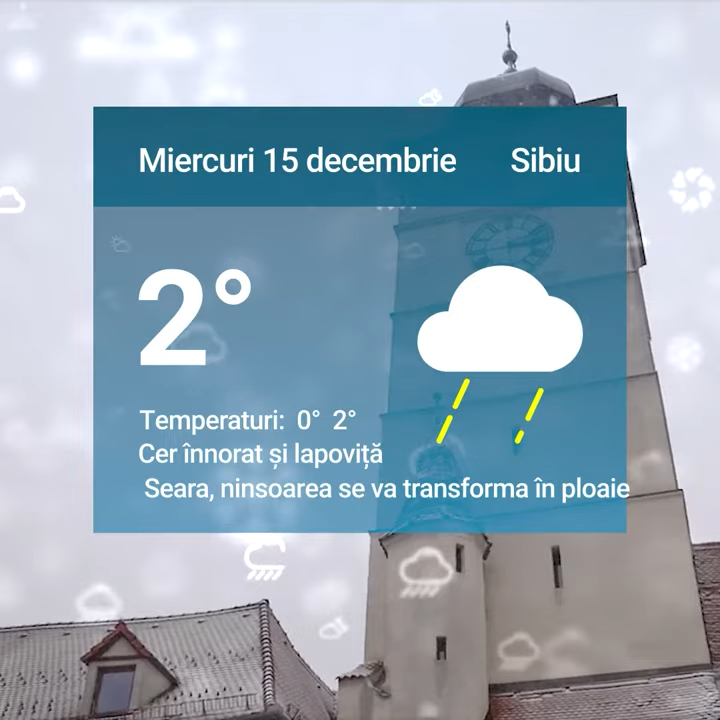 Miercuri 15 decembrie Sibiu
2°
Temperaturi: 0° 2°
Cer înnorat și lapoviță
Seara, ninsoarea se va transforma în ploaie